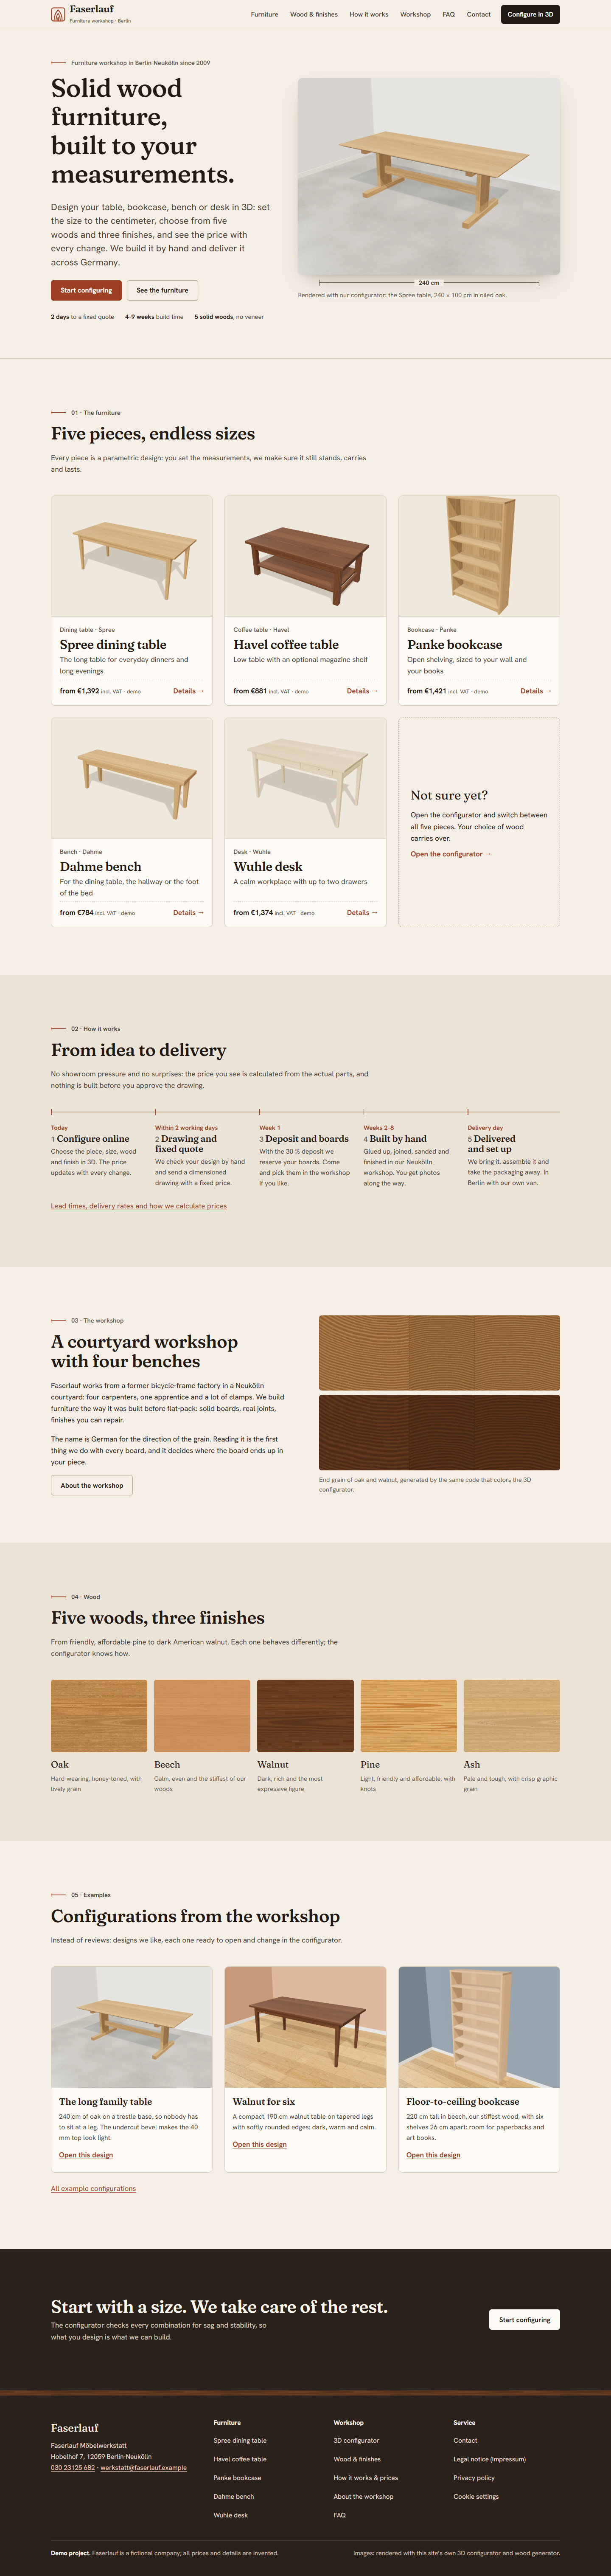 Faserlauf
Furniture workshop · Berlin
Furniture
Wood & finishes
How it works
Workshop
FAQ
Contact
Configure in 3D
Furniture workshop in Berlin-Neukölln since 2009
Solid wood
furniture,
built to your
measurements.
Design your table, bookcase, bench or desk in 3D: set
the size to the centimeter, choose from five
woods and three finishes, and see the price with
every change. We build it by hand and deliver it
across Germany.
Start configuring
See the furniture
2 days to a fixed quote
4–9 weeks build time
5 solid woods, no veneer
240 cm
Rendered with our configurator: the Spree table, 240 × 100 cm in oiled oak.
01 · The furniture
Five pieces, endless sizes
Every piece is a parametric design: you set the measurements, we make sure it still stands, carries
and lasts.
Dining table · Spree
Spree dining table
The long table for everyday dinners and
long evenings
from €1,392 incl. VAT · demo
Details →
Coffee table · Havel
Havel coffee table
Low table with an optional magazine shelf
from €881 incl. VAT · demo
Details →
Bookcase · Panke
Panke bookcase
Open shelving, sized to your wall and
your books
from €1,421 incl. VAT · demo
Details →
Bench · Dahme
Dahme bench
For the dining table, the hallway or the foot
of the bed
from €784 incl. VAT · demo
Details →
Desk · Wuhle
Wuhle desk
A calm workplace with up to two drawers
from €1,374 incl. VAT · demo
Details →
Not sure yet?
Open the configurator and switch between
all five pieces. Your choice of wood
carries over.
Open the configurator →
02 · How it works
From idea to delivery
No showroom pressure and no surprises: the price you see is calculated from the actual parts, and
nothing is built before you approve the drawing.
Today
1 Configure online
Choose the piece, size, wood
and finish in 3D. The price
updates with every change.
Within 2 working days
2 Drawing and
fixed quote
We check your design by hand
and send a dimensioned
drawing with a fixed price.
Week 1
3 Deposit and boards
With the 30 % deposit we
reserve your boards. Come
and pick them in the workshop
if you like.
Weeks 2–8
4 Built by hand
Glued up, joined, sanded and
finished in our Neukölln
workshop. You get photos
along the way.
Delivery day
5 Delivered
and set up
We bring it, assemble it and
take the packaging away. In
Berlin with our own van.
Lead times, delivery rates and how we calculate prices
03 · The workshop
A courtyard workshop
with four benches
Faserlauf works from a former bicycle-frame factory in a Neukölln
courtyard: four carpenters, one apprentice and a lot of clamps. We build
furniture the way it was built before flat-pack: solid boards, real joints,
finishes you can repair.
The name is German for the direction of the grain. Reading it is the first
thing we do with every board, and it decides where the board ends up in
your piece.
About the workshop
End grain of oak and walnut, generated by the same code that colors the 3D
configurator.
04 · Wood
Five woods, three finishes
From friendly, affordable pine to dark American walnut. Each one behaves differently; the
configurator knows how.
Oak
Hard-wearing, honey-toned, with
lively grain
Beech
Calm, even and the stiffest of our
woods
Walnut
Dark, rich and the most
expressive figure
Pine
Light, friendly and affordable, with
knots
Ash
Pale and tough, with crisp graphic
grain
05 · Examples
Configurations from the workshop
Instead of reviews: designs we like, each one ready to open and change in the configurator.
The long family table
240 cm of oak on a trestle base, so nobody has
to sit at a leg. The undercut bevel makes the 40
mm top look light.
Open this design
Walnut for six
A compact 190 cm walnut table on tapered legs
with softly rounded edges: dark, warm and calm.
Open this design
Floor-to-ceiling bookcase
220 cm tall in beech, our stiffest wood, with six
shelves 26 cm apart: room for paperbacks and
art books.
Open this design
All example configurations
Start with a size. We take care of the rest.
The configurator checks every combination for sag and stability, so
what you design is what we can build.
Start configuring
Faserlauf
Faserlauf Möbelwerkstatt
Hobelhof 7, 12059 Berlin-Neukölln
030 23125 682 · werkstatt@faserlauf.example
Furniture
Spree dining table
Havel coffee table
Panke bookcase
Dahme bench
Wuhle desk
Workshop
3D configurator
Wood & finishes
How it works & prices
About the workshop
FAQ
Service
Contact
Legal notice (Impressum)
Privacy policy
Cookie settings
Demo project. Faserlauf is a fictional company; all prices and details are invented.
Images: rendered with this site's own 3D configurator and wood generator.